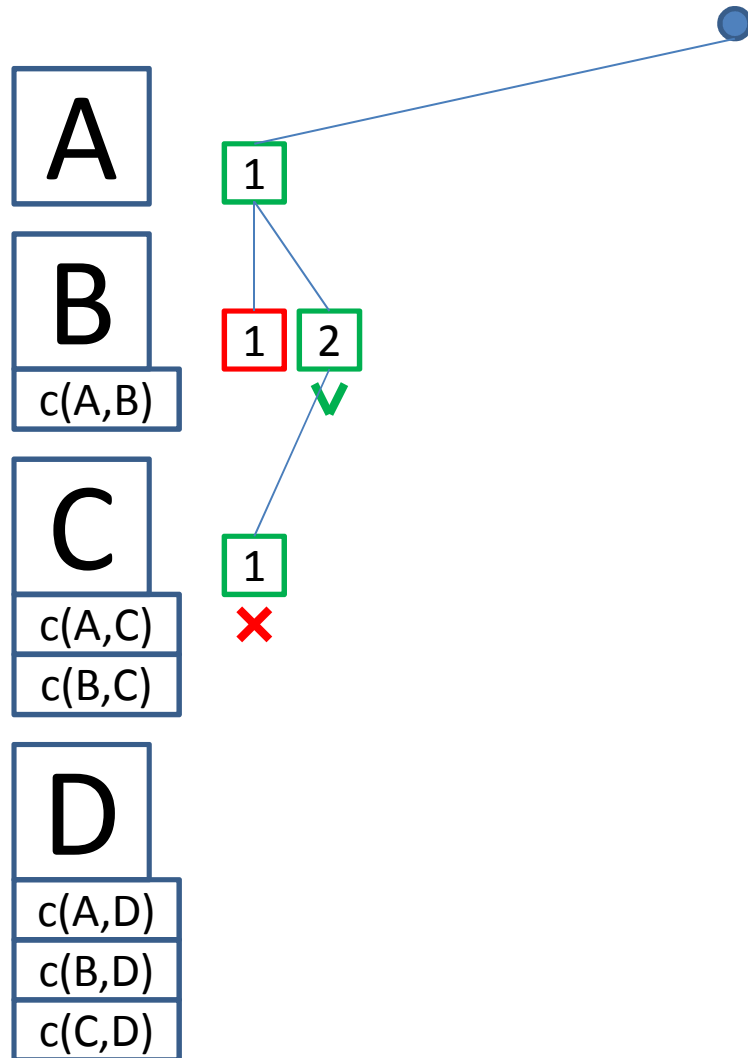 A
1
B
1 2
c(A,B)
C
1
c(A,C)
c(B,C)
D
c(A,D)
c(B,D)
c(C,D)